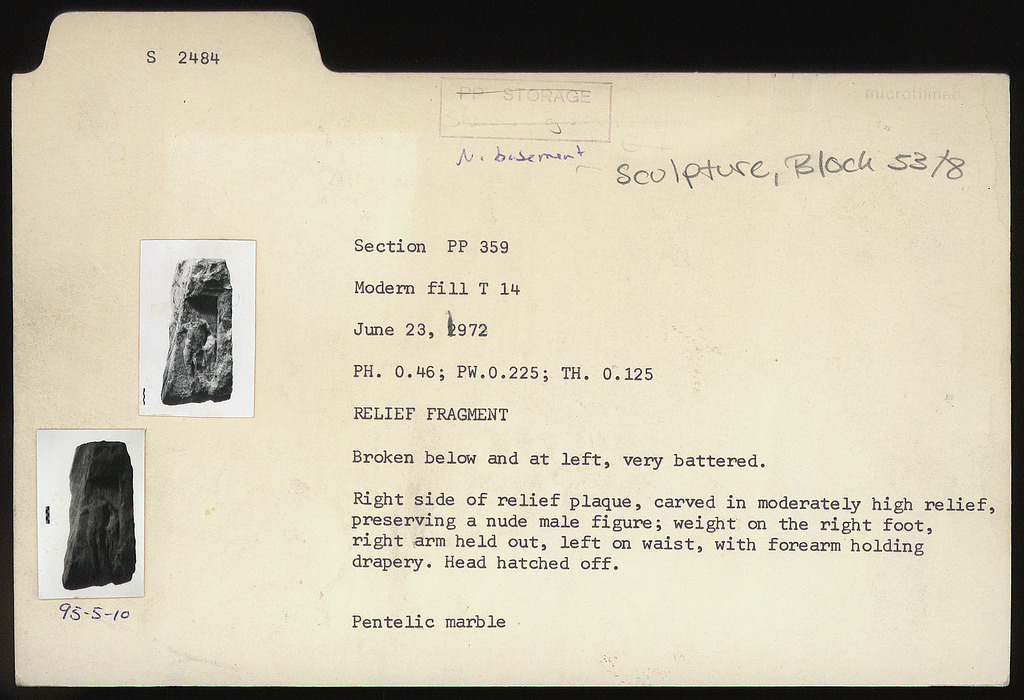 S 2484
PP STORAGE
microfilmed
N. basement
Sculpture, Block 53/8
Section PP 359
Modern fill T 14
June 23, 1972
PH. 0.46; PW.0.225; TH. 0.125
RELIEF FRAGMENT
Broken below and at left, very battered.
Right side of relief plaque, carved in moderately high relief,
preserving a nude male figure; weight on the right foot,
right arm held out, left on waist, with forearm holding
drapery. Head hatched off.
95-5-10
Pentelic marble